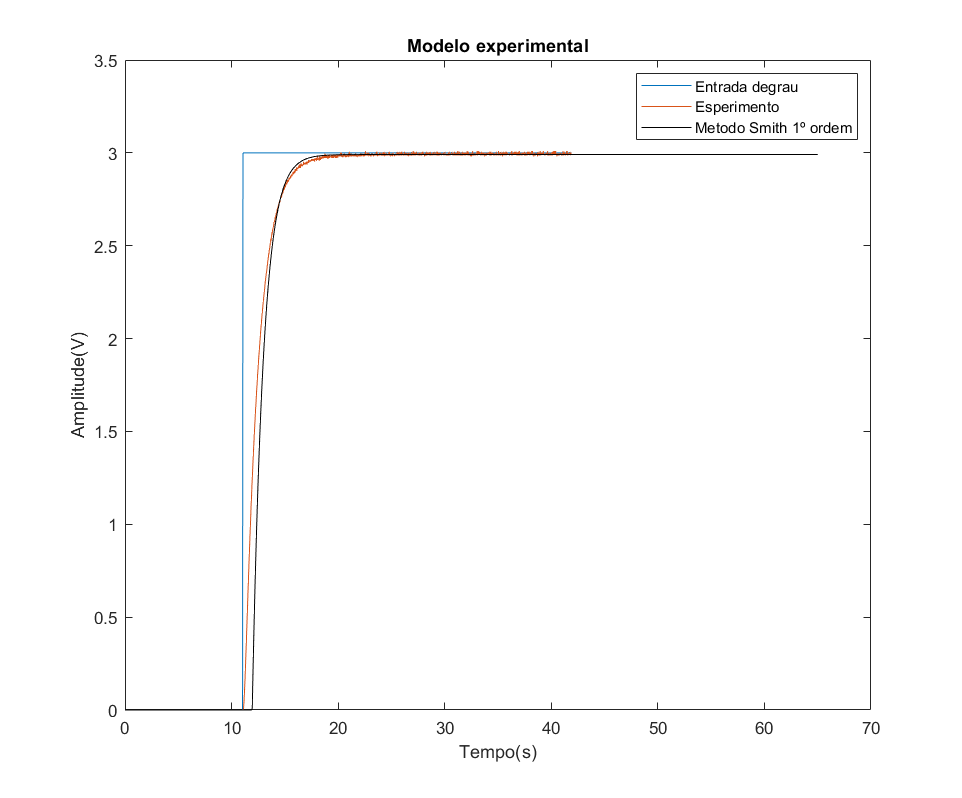 Modelo experimental
Entrada degrau
Esperimento
Metodo Smith 1º ordem
Amplitude(V)
3.5
3
2.5
2
1.5
1
0.5
0
0 10 20 30 40 50 60 70
Tempo(s)